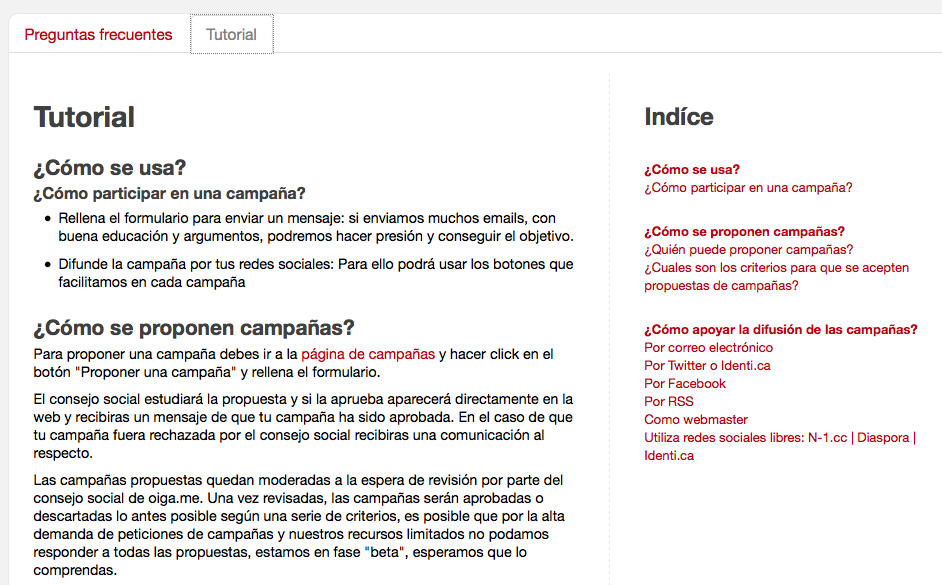 Preguntas frecuentes
Tutorial
Tutorial
¿Cómo se usa?
¿Cómo participar en una campaña?
Rellena el formulario para enviar un mensaje: si enviamos muchos emails, con
buena educación y argumentos, podremos hacer presión y conseguir el objetivo.
Difunde la campaña por tus redes sociales: Para ello podrá usar los botones que
facilitamos en cada campaña
¿Cómo se proponen campañas?
Para proponer una campaña debes ir a la página de campañas y hacer click en el
botón "Proponer una campaña" y rellena el formulario.
El consejo social estudiará la propuesta y si la aprueba aparecerá directamente en la
web y recibiras un mensaje de que tu campaña ha sido aprobada. En el caso de que
tu campaña fuera rechazada por el consejo social recibiras una comunicación al
respecto.
Las campañas propuestas quedan moderadas a la espera de revisión por parte del
consejo social de oiga.me. Una vez revisadas, las campañas serán aprobadas o
descartadas lo antes posible según una serie de criterios, es posible que por la alta
demanda de peticiones de campañas y nuestros recursos limitados no podamos
responder a todas las propuestas, estamos en fase "beta", esperamos que lo
comprendas.
Indíce
¿Cómo se usa?
¿Cómo participar en una campaña?
¿Cómo se proponen campañas?
¿Quién puede proponer campañas?
¿Cuales son los criterios para que se acepten
propuestas de campañas?
¿Cómo apoyar la difusión de las campañas?
Por correo electrónico
Por Twitter o Identi.ca
Por Facebook
Por RSS
Como webmaster
Utiliza redes sociales libres: N-1.cc | Diaspora |
Identi.ca